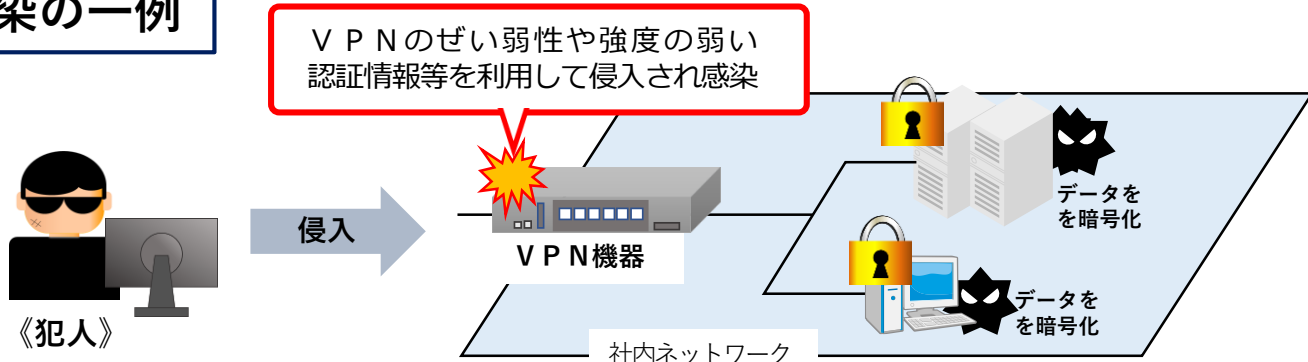 染の一例
ＶＰＮのぜい弱性や強度の弱い
認証情報等を利用して侵入され感染
侵入
ＶＰＮ機器
データを
を暗号化
データを
を暗号化
《犯人》
社内ネットワーク